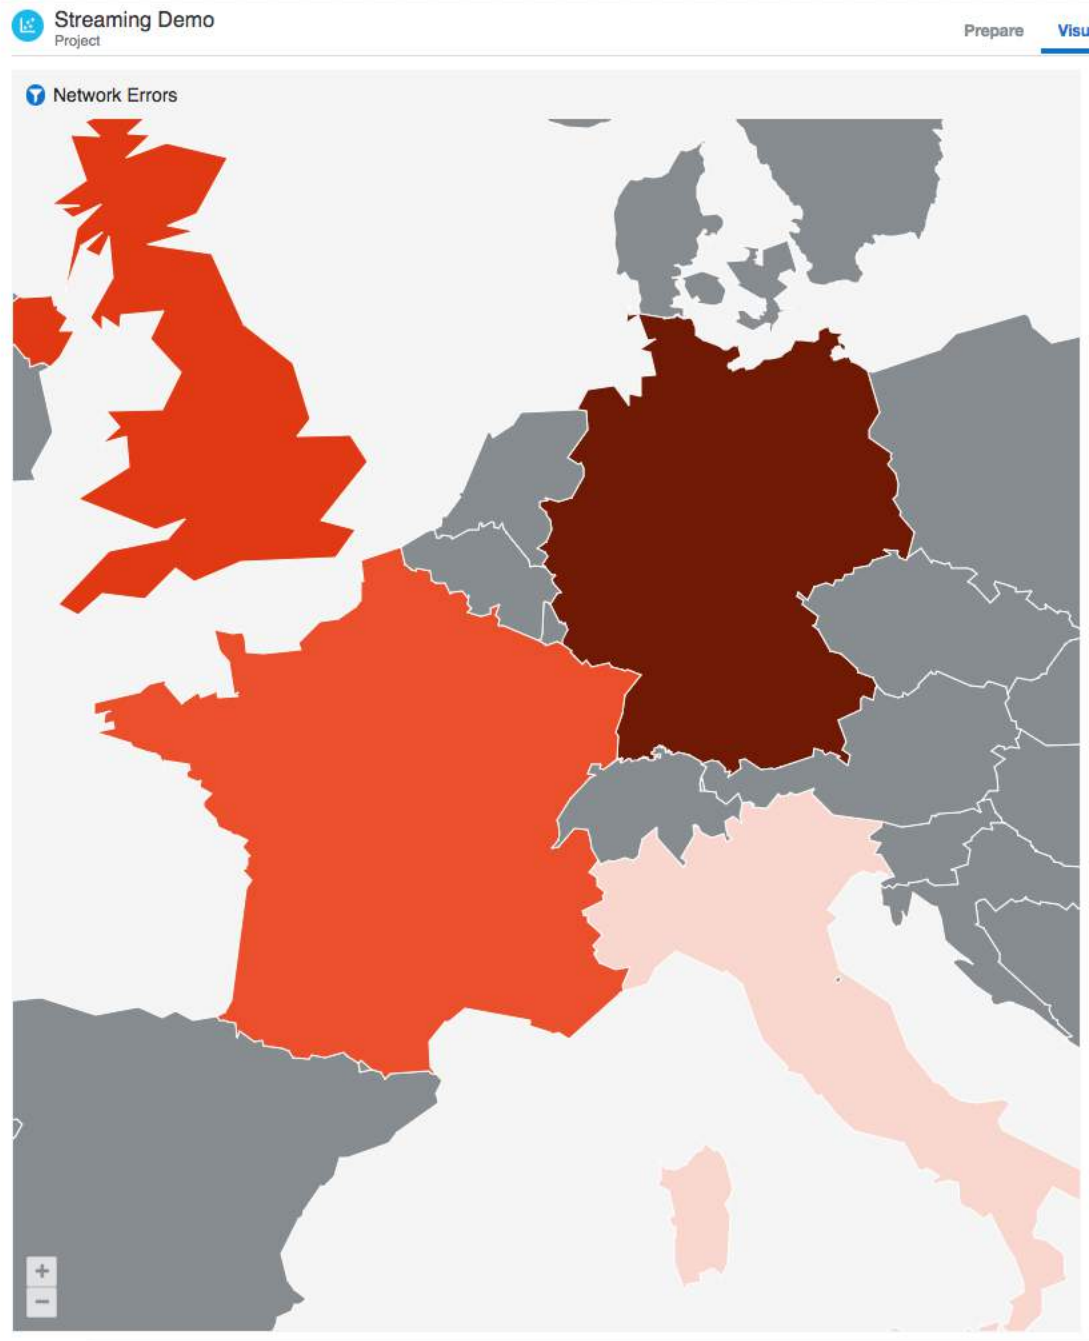 Streaming Demo
Project
Prepare
Visu
Network Errors
+
−